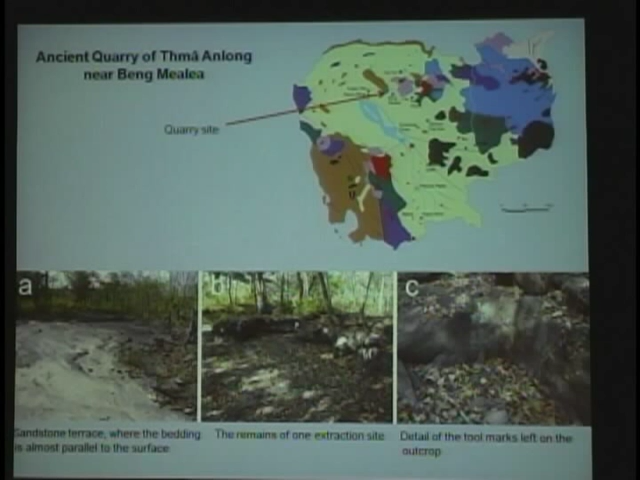 Ancient Quarry of Thmâ Anlong
near Beng Mealea
Quarry site
a
b
c
Sandstone terrace, where the bedding
is almost parallel to the surface
The remains of one extraction site
Detail of the tool marks left on the
outcrop